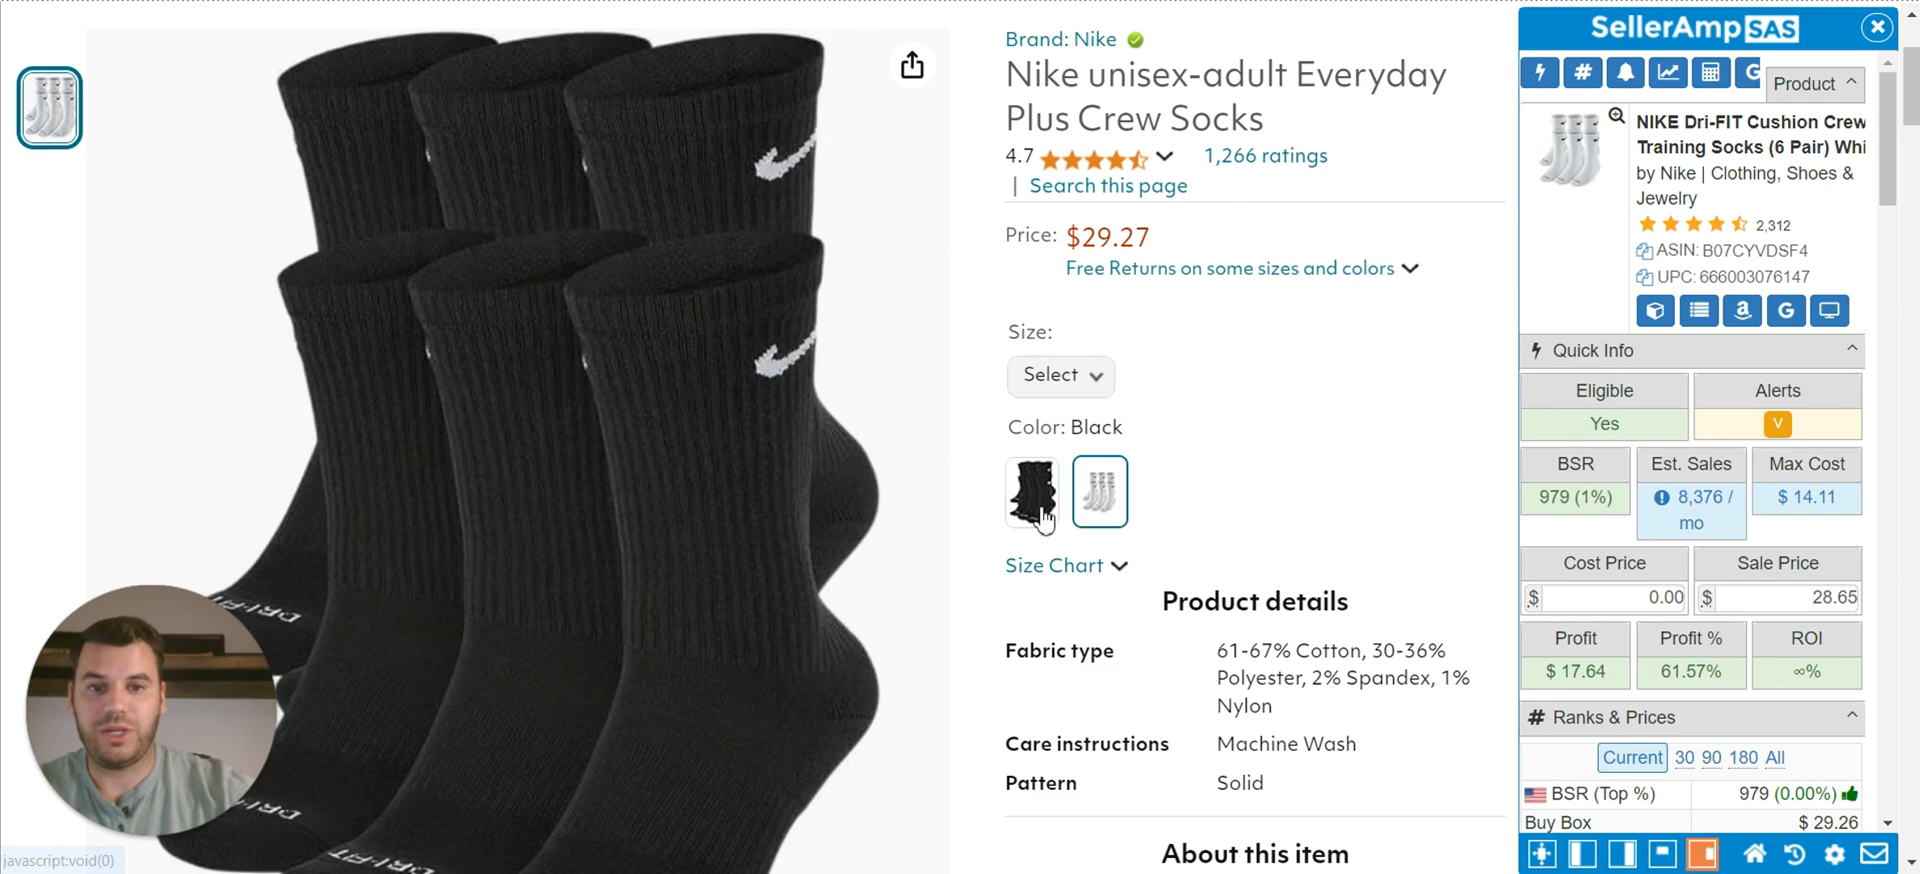 Brand: Nike
Nike unisex-adult Everyday
Plus Crew Socks
4.7
1,266 ratings
| Search this page
Price: $29.27
Free Returns on some sizes and colors
Size:
Select
Color: Black
Size Chart
Product details
Fabric type
61-67% Cotton, 30-36%
Polyester, 2% Spandex, 1%
Nylon
Care instructions
Machine Wash
Pattern
Solid
About this item
DRI-FIT
DRI-FIT
DRI-FIT
javascript:void(0)
SellerAmp SAS
Product
NIKE Dri-FIT Cushion Crew
Training Socks (6 Pair) Whi
by Nike | Clothing, Shoes &
Jewelry
2,312
ASIN: B07CYVDSF4
UPC: 666003076147
Quick Info
Eligible
Alerts
Yes
V
BSR
Est. Sales
Max Cost
979 (1%)
8,376 /
mo
$ 14.11
Cost Price
Sale Price
$ 0.00
$ 28.65
Profit
Profit %
ROI
$ 17.64
61.57%
∞%
# Ranks & Prices
Current 30 90 180 All
BSR (Top %)
979 (0.00%)
Buy Box
$ 29.26